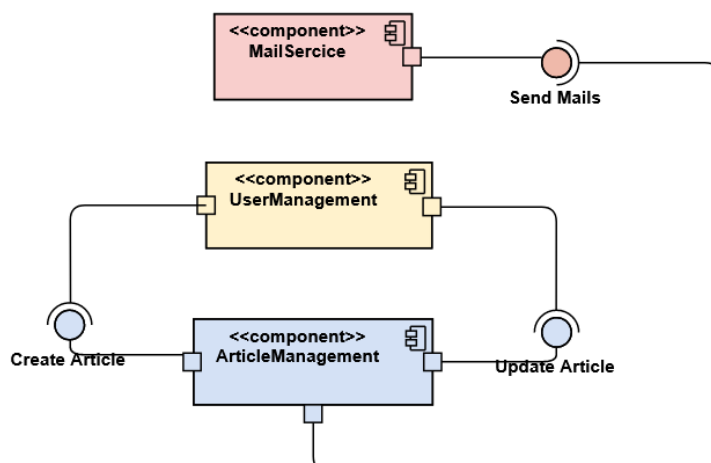 <<component>>
MailSercice
Send Mails
<<component>>
UserManagement
<<component>>
ArticleManagement
Create Article
Update Article